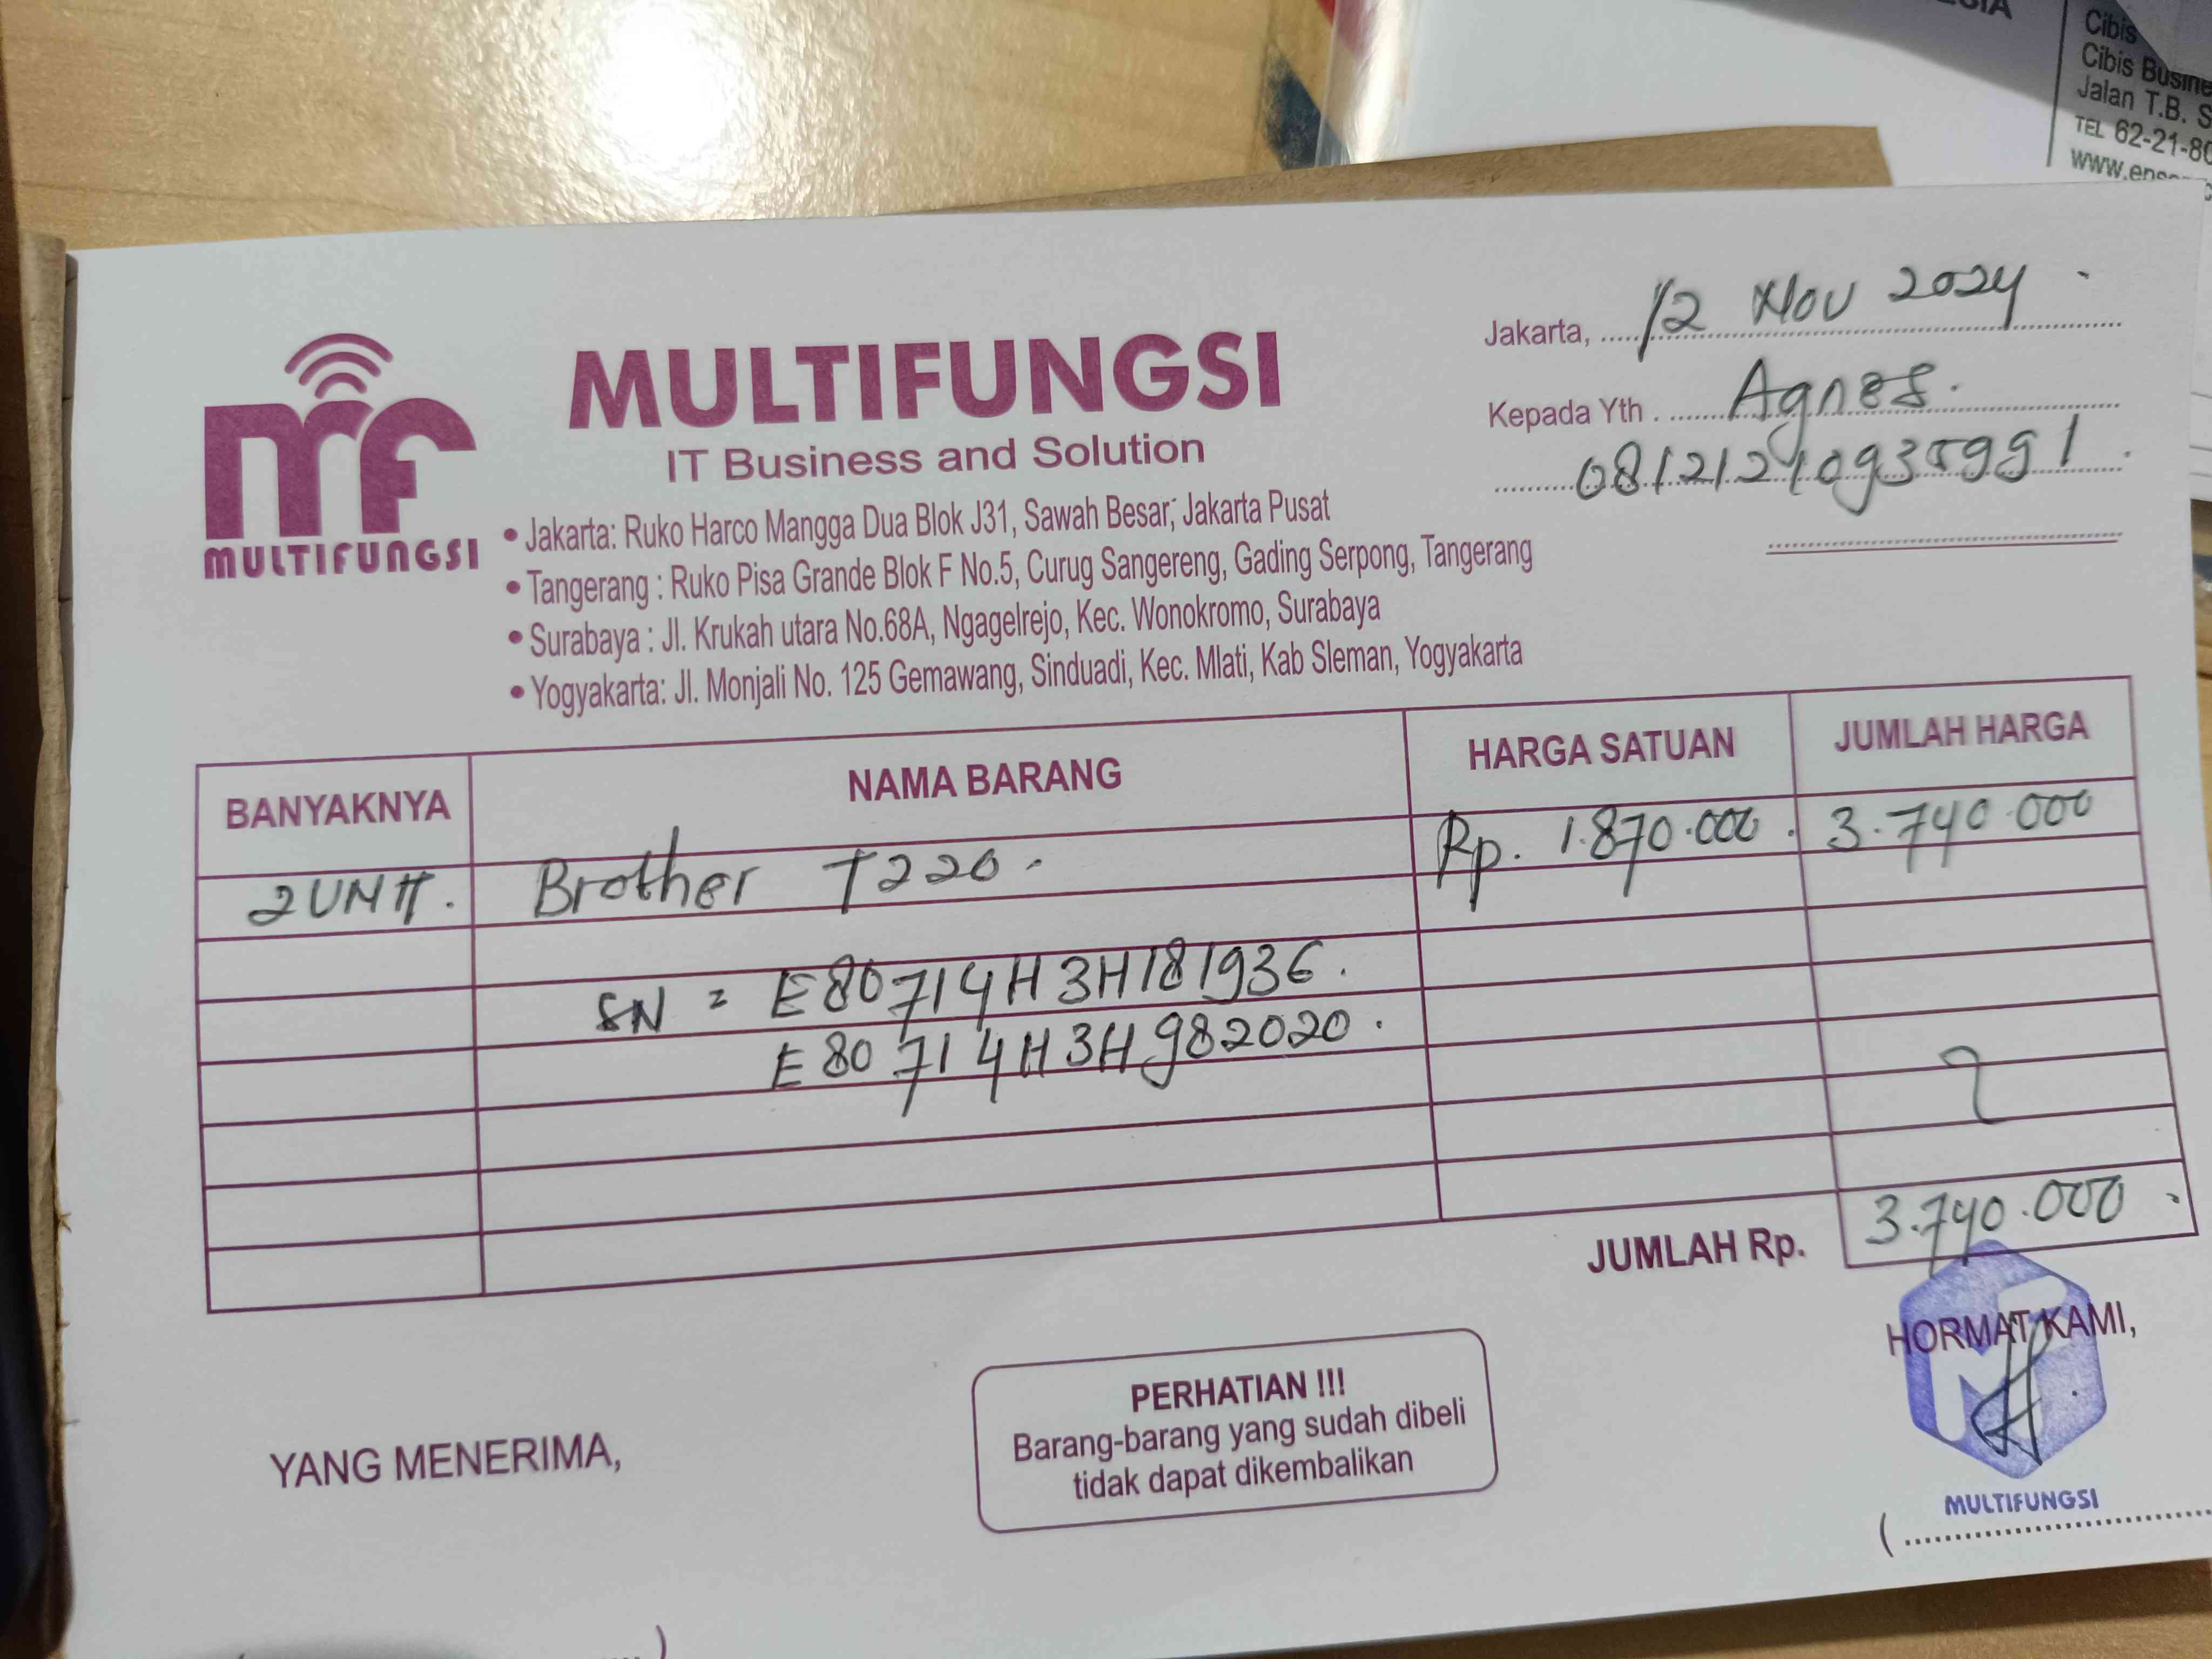 Cibis
Cibis Busine
Jalan T.B. S
TEL 62-21-80
Jakarta, 12 Nov 2024
Kepada Yth. Agnes.
MULTIFUNGSI
MULTIFUNGSI
IT Business and Solution
• Jakarta: Ruko Harco Mangga Dua Blok J31, Sawah Besar, Jakarta Pusat
• Tangerang : Ruko Pisa Grande Blok F No.5, Curug Sangereng, Gading Serpong, Tangerang
• Surabaya : Jl. Krukah utara No.68A, Ngagelrejo, Kec. Wonokromo, Surabaya
• Yogyakarta: Jl. Monjali No. 125 Gemawang, Sinduadi, Kec. Mlati, Kab Sleman, Yogyakarta
BANYAKNYA NAMA BARANG HARGA SATUAN JUMLAH HARGA
2 Unit. Brother T220. Rp. 1.870.000. 3.740.000
SN = E80714H3H181936.
E80714H3H982020.
JUMLAH Rp. 3.740.000
HORMAT KAMI,
PERHATIAN !!!
Barang-barang yang sudah dibeli
tidak dapat dikembalikan
YANG MENERIMA,
MULTIFUNGSI